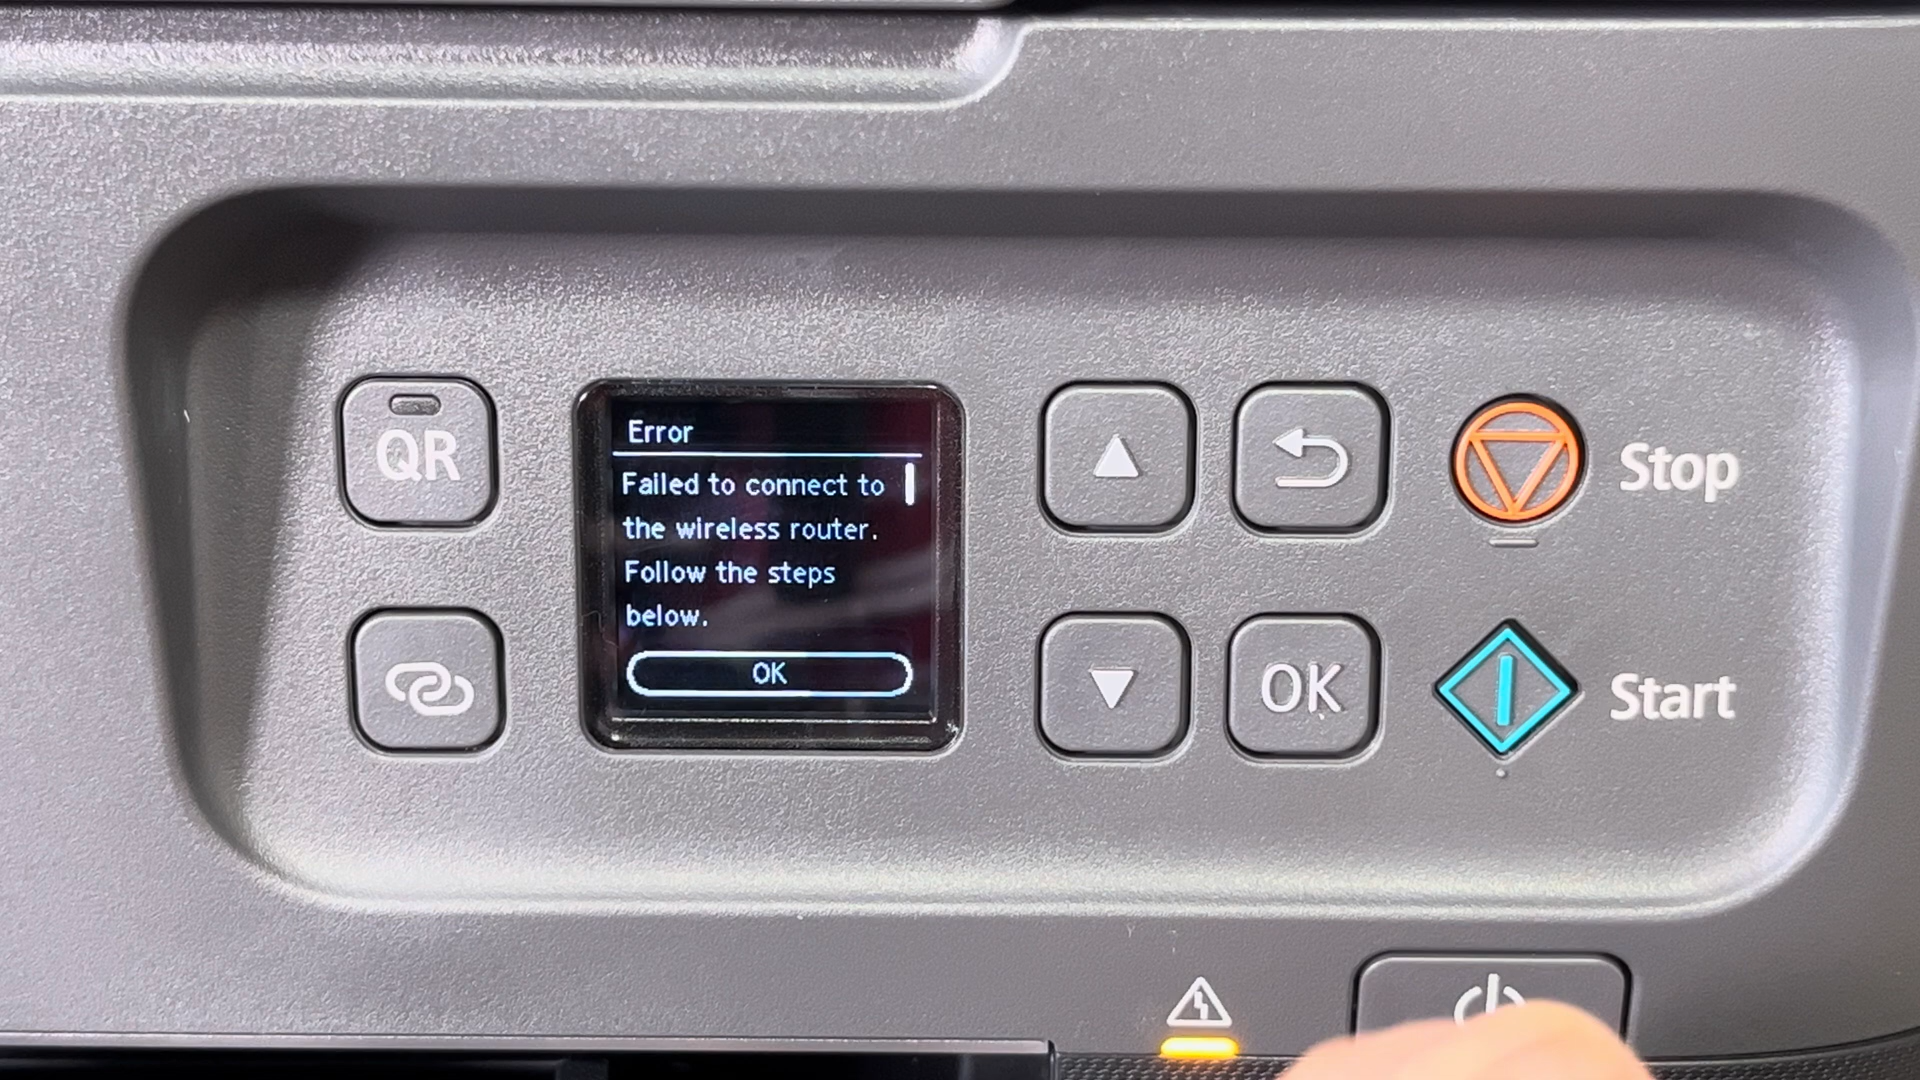 Error
Failed to connect to
the wireless router.
Follow the steps
below.
OK
QR
OK
Stop
Start